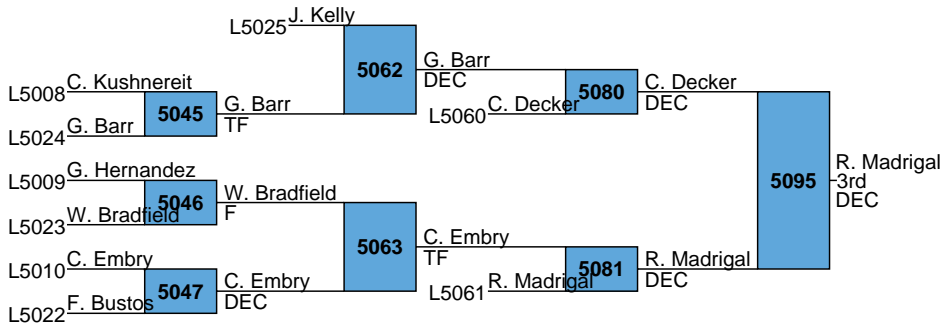 J. Kelly
L5025
5062
G. Barr
DEC
C. Kushnereit
L5008
5045
G. Barr
TF
G. Barr
L5024
5080
C. Decker
L5060
C. Decker
DEC
G. Hernandez
L5009
5046
W. Bradfield
F
W. Bradfield
L5023
5063
C. Embry
TF
C. Embry
L5010
5047
C. Embry
DEC
F. Bustos
L5022
5081
R. Madrigal
L5061
R. Madrigal
DEC
5095
R. Madrigal
3rd
DEC